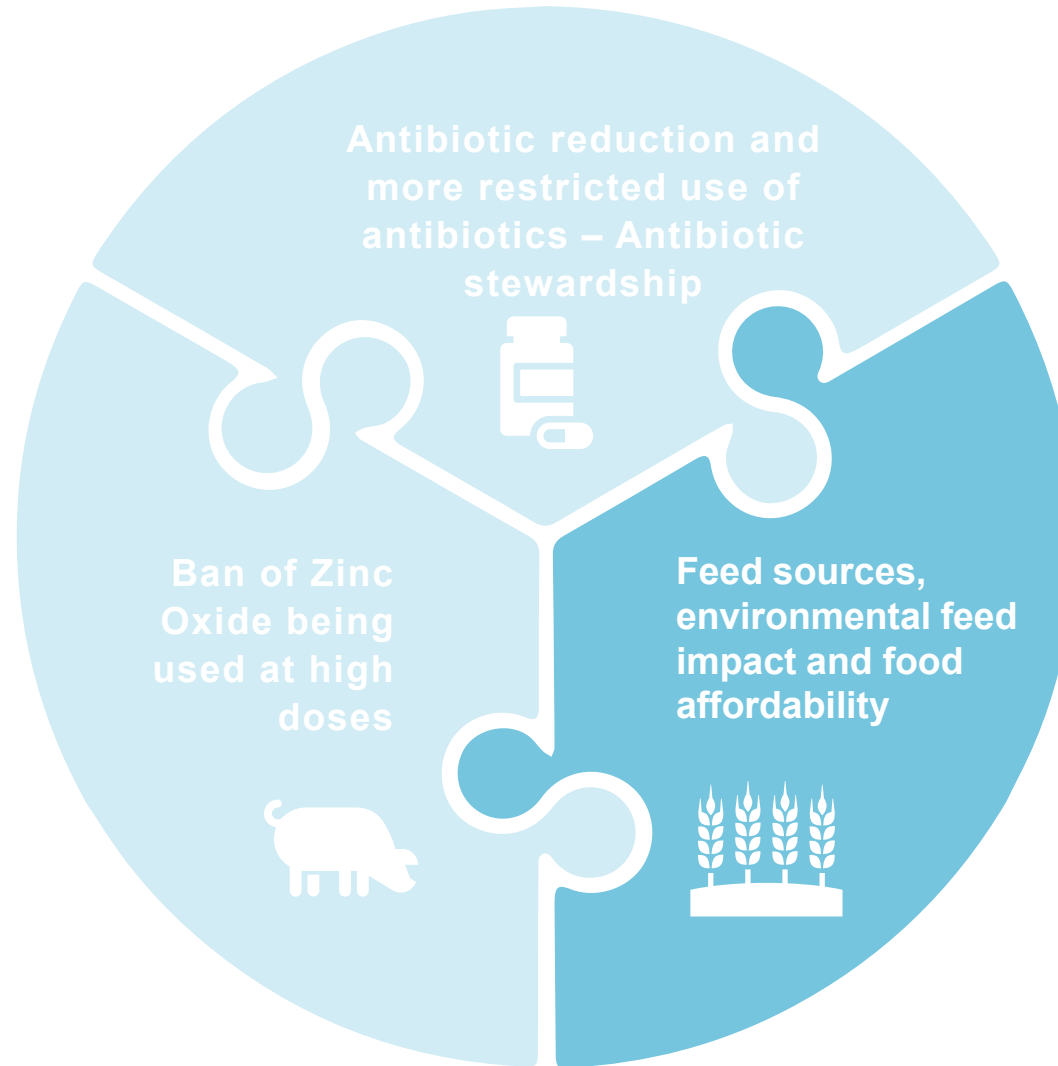 Antibiotic reduction and
more restricted use of
antibiotics – Antibiotic
stewardship
Ban of Zinc
Oxide being
used at high
doses
Feed sources,
environmental feed
impact and food
affordability